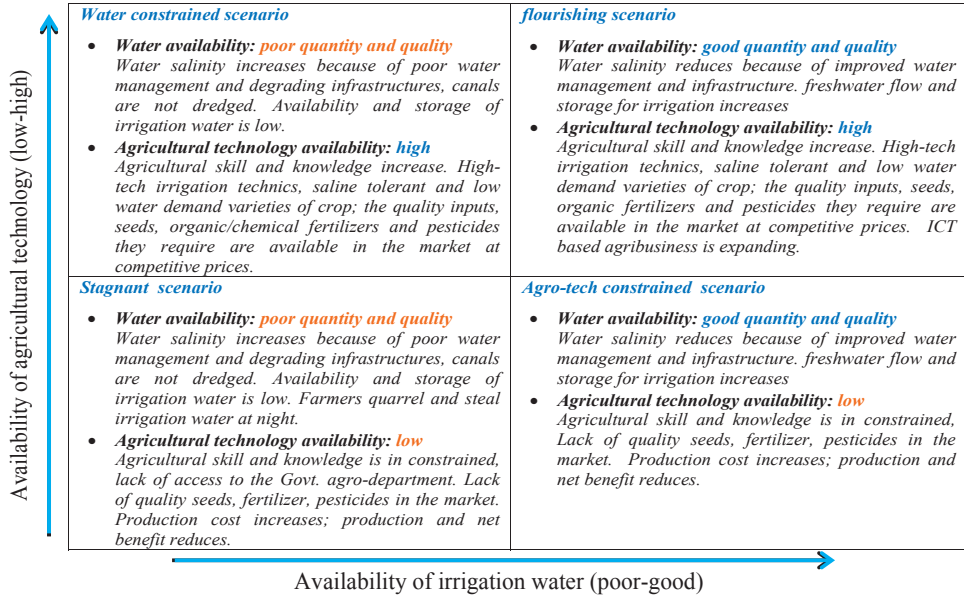 Availability of agricultural technology (low-high)
Water constrained scenario
• Water availability: poor quantity and quality
Water salinity increases because of poor water
management and degrading infrastructures, canals
are not dredged. Availability and storage of
irrigation water is low.
• Agricultural technology availability: high
Agricultural skill and knowledge increase. High-
tech irrigation technics, saline tolerant and low
water demand varieties of crop; the quality inputs,
seeds, organic/chemical fertilizers and pesticides
they require are available in the market at
competitive prices.
flourishing scenario
• Water availability: good quantity and quality
Water salinity reduces because of improved water
management and infrastructure. freshwater flow and
storage for irrigation increases
• Agricultural technology availability: high
Agricultural skill and knowledge increase. High-tech
irrigation technics, saline tolerant and low water
demand varieties of crop; the quality inputs, seeds,
organic fertilizers and pesticides they require are
available in the market at competitive prices. ICT
based agribusiness is expanding.
Stagnant scenario
• Water availability: poor quantity and quality
Water salinity increases because of poor water
management and degrading infrastructures, canals
are not dredged. Availability and storage of
irrigation water is low. Farmers quarrel and steal
irrigation water at night.
• Agricultural technology availability: low
Agricultural skill and knowledge is in constrained,
lack of access to the Govt. agro-department. Lack
of quality seeds, fertilizer, pesticides in the market.
Production cost increases; production and net
benefit reduces.
Agro-tech constrained scenario
• Water availability: good quantity and quality
Water salinity reduces because of improved water
management and infrastructure. freshwater flow and
storage for irrigation increases
• Agricultural technology availability: low
Agricultural skill and knowledge is in constrained,
Lack of quality seeds, fertilizer, pesticides in the
market. Production cost increases; production and
net benefit reduces.
Availability of irrigation water (poor-good)